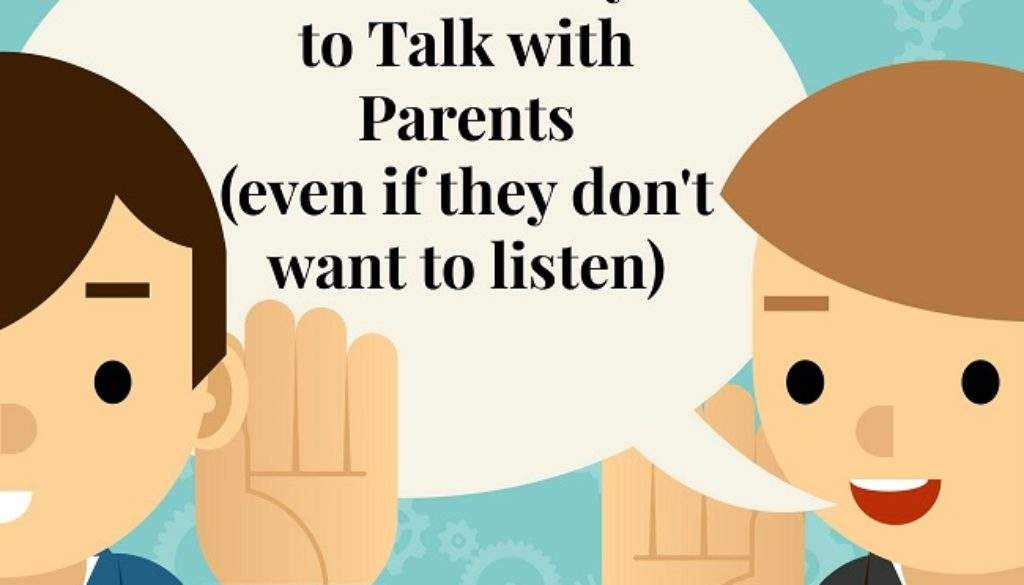 to Talk with
Parents
(even if they don't
want to listen)